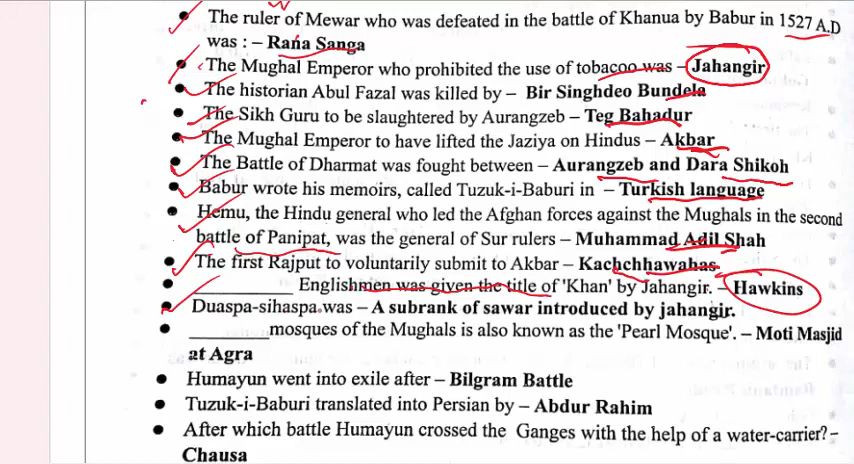 • The ruler of Mewar who was defeated in the battle of Khanua by Babur in 1527 A.D
was : – Rana Sanga
• The Mughal Emperor who prohibited the use of tobacoo was – Jahangir
• The historian Abul Fazal was killed by – Bir Singhdeo Bundela
• The Sikh Guru to be slaughtered by Aurangzeb – Teg Bahadur
• The Mughal Emperor to have lifted the Jaziya on Hindus – Akbar
• The Battle of Dharmat was fought between – Aurangzeb and Dara Shikoh
• Babur wrote his memoirs, called Tuzuk-i-Baburi in – Turkish language
• Hemu, the Hindu general who led the Afghan forces against the Mughals in the second
battle of Panipat, was the general of Sur rulers – Muhammad Adil Shah
• The first Rajput to voluntarily submit to Akbar – Kachchhawahas
• __________ Englishmen was given the title of 'Khan' by Jahangir. – Hawkins
• Duaspa-sihaspa was – A subrank of sawar introduced by jahangir.
• ________mosques of the Mughals is also known as the 'Pearl Mosque'. – Moti Masjid
at Agra
• Humayun went into exile after – Bilgram Battle
• Tuzuk-i-Baburi translated into Persian by – Abdur Rahim
• After which battle Humayun crossed the Ganges with the help of a water-carrier? –
Chausa